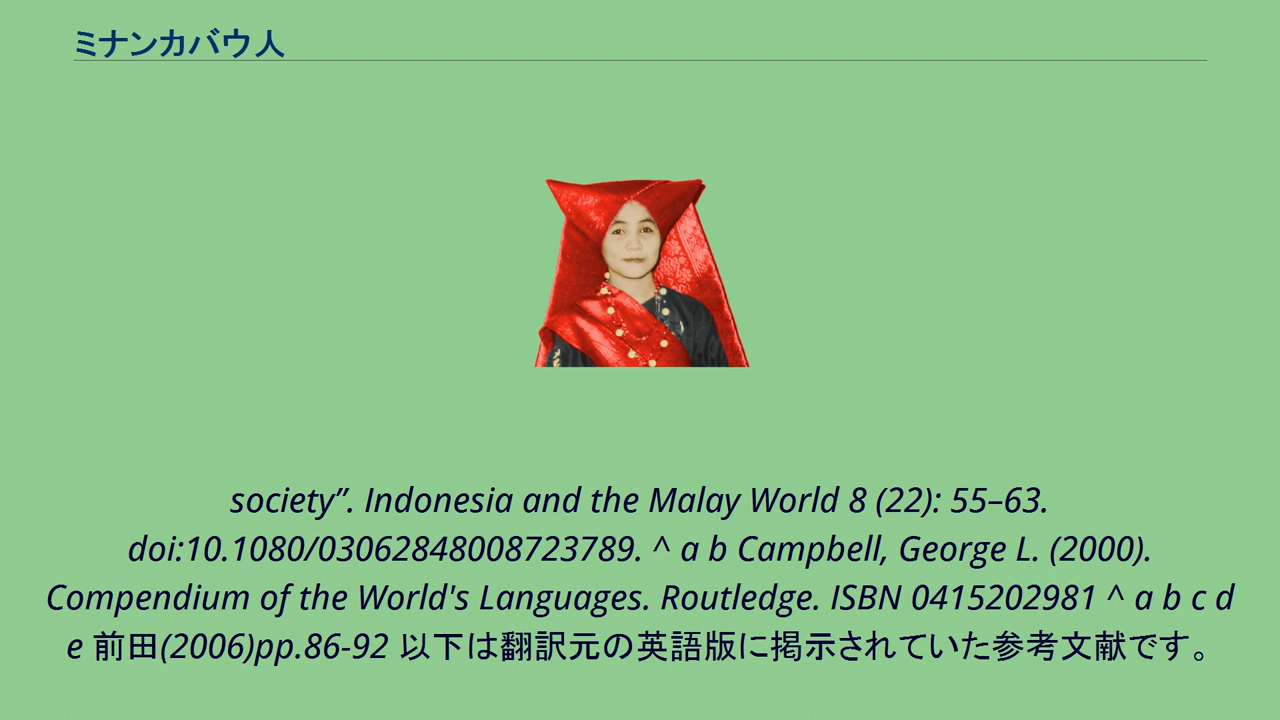 ミナンカバウ人
society”. Indonesia and the Malay World 8 (22): 55–63.
doi:10.1080/03062848008723789. ^ a b Campbell, George L. (2000).
Compendium of the World's Languages. Routledge. ISBN 0415202981 ^ a b c d
e 前田(2006)pp.86-92 以下は翻訳元の英語版に掲示されていた参考文献です。